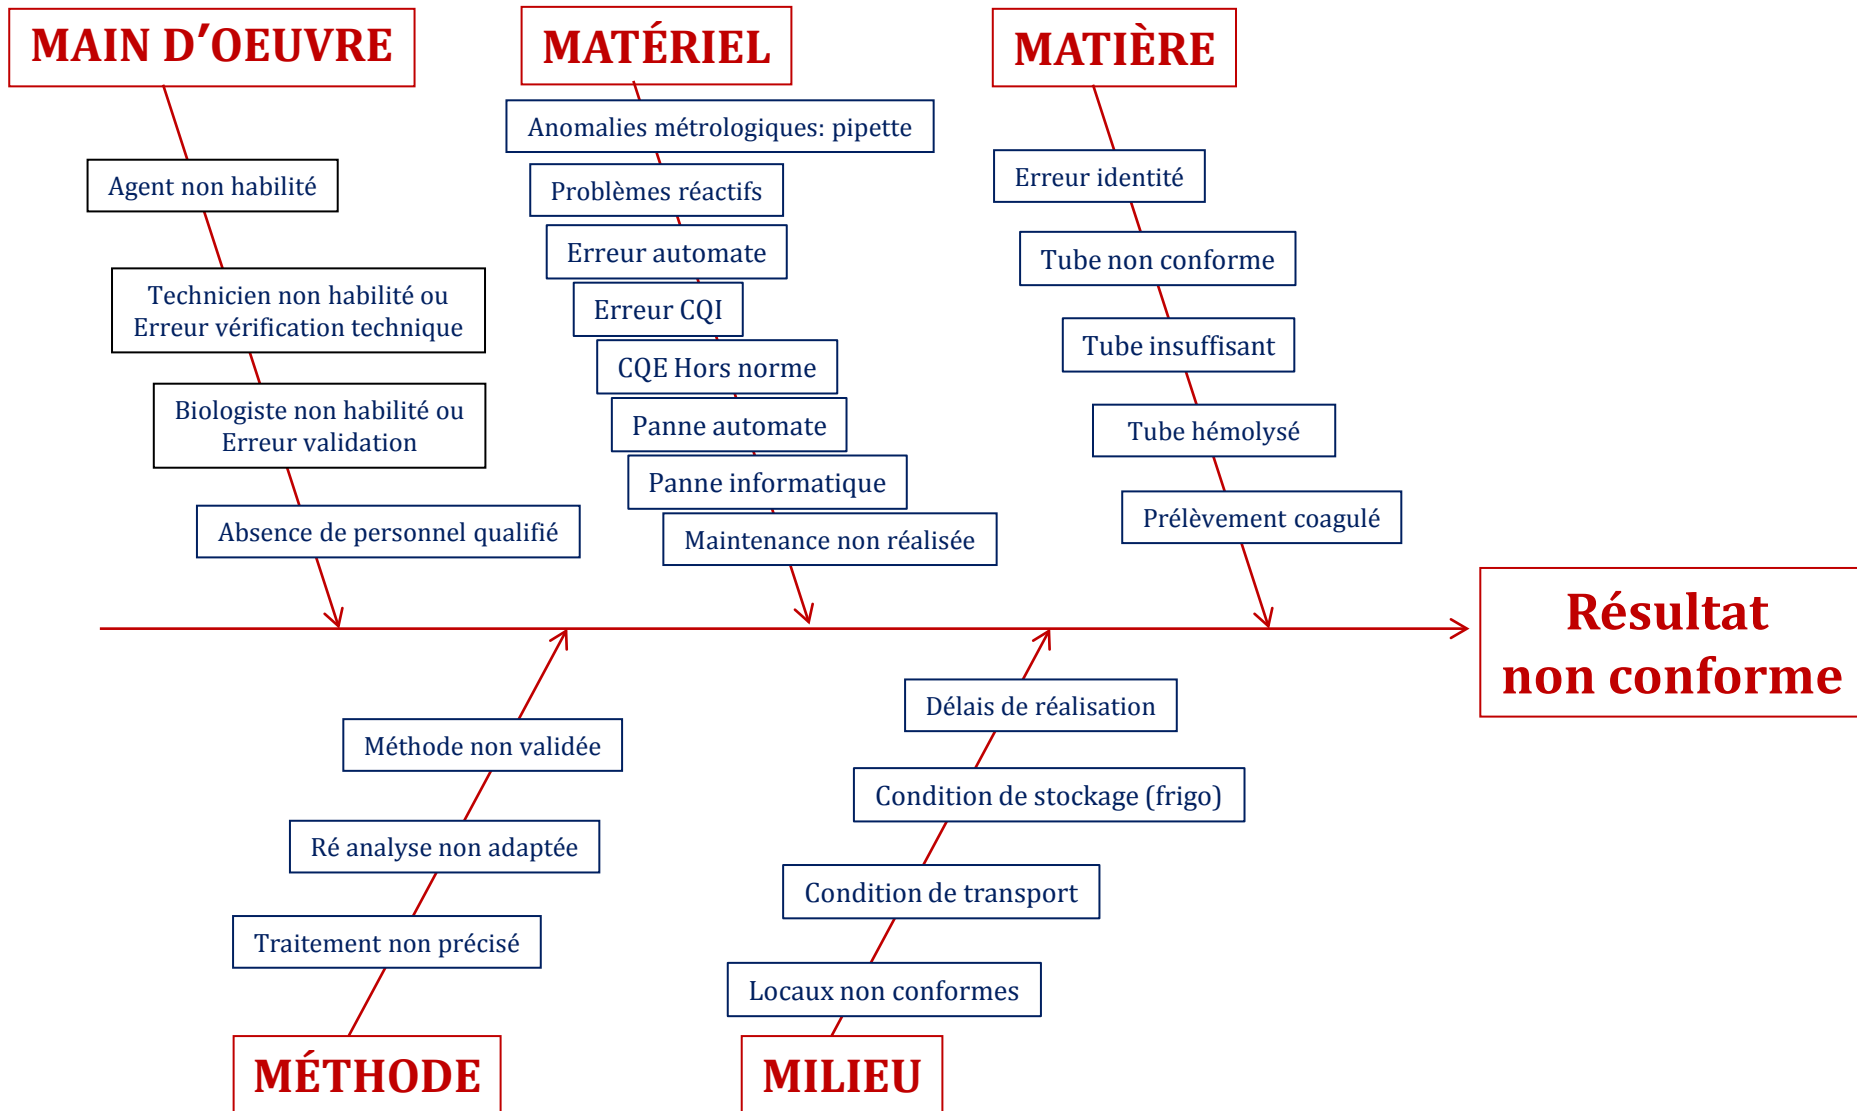 MAIN D’OEUVRE
Agent non habilité
Technicien non habilité ou
Erreur vérification technique
Biologiste non habilité ou
Erreur validation
Absence de personnel qualifié
MATÉRIEL
Anomalies métrologiques: pipette
Problèmes réactifs
Erreur automate
Erreur CQI
CQE Hors norme
Panne automate
Panne informatique
Maintenance non réalisée
MATIÈRE
Erreur identité
Tube non conforme
Tube insuffisant
Tube hémolysé
Prélèvement coagulé
Résultat
non conforme
Méthode non validée
Ré analyse non adaptée
Traitement non précisé
MÉTHODE
Délais de réalisation
Condition de stockage (frigo)
Condition de transport
Locaux non conformes
MILIEU